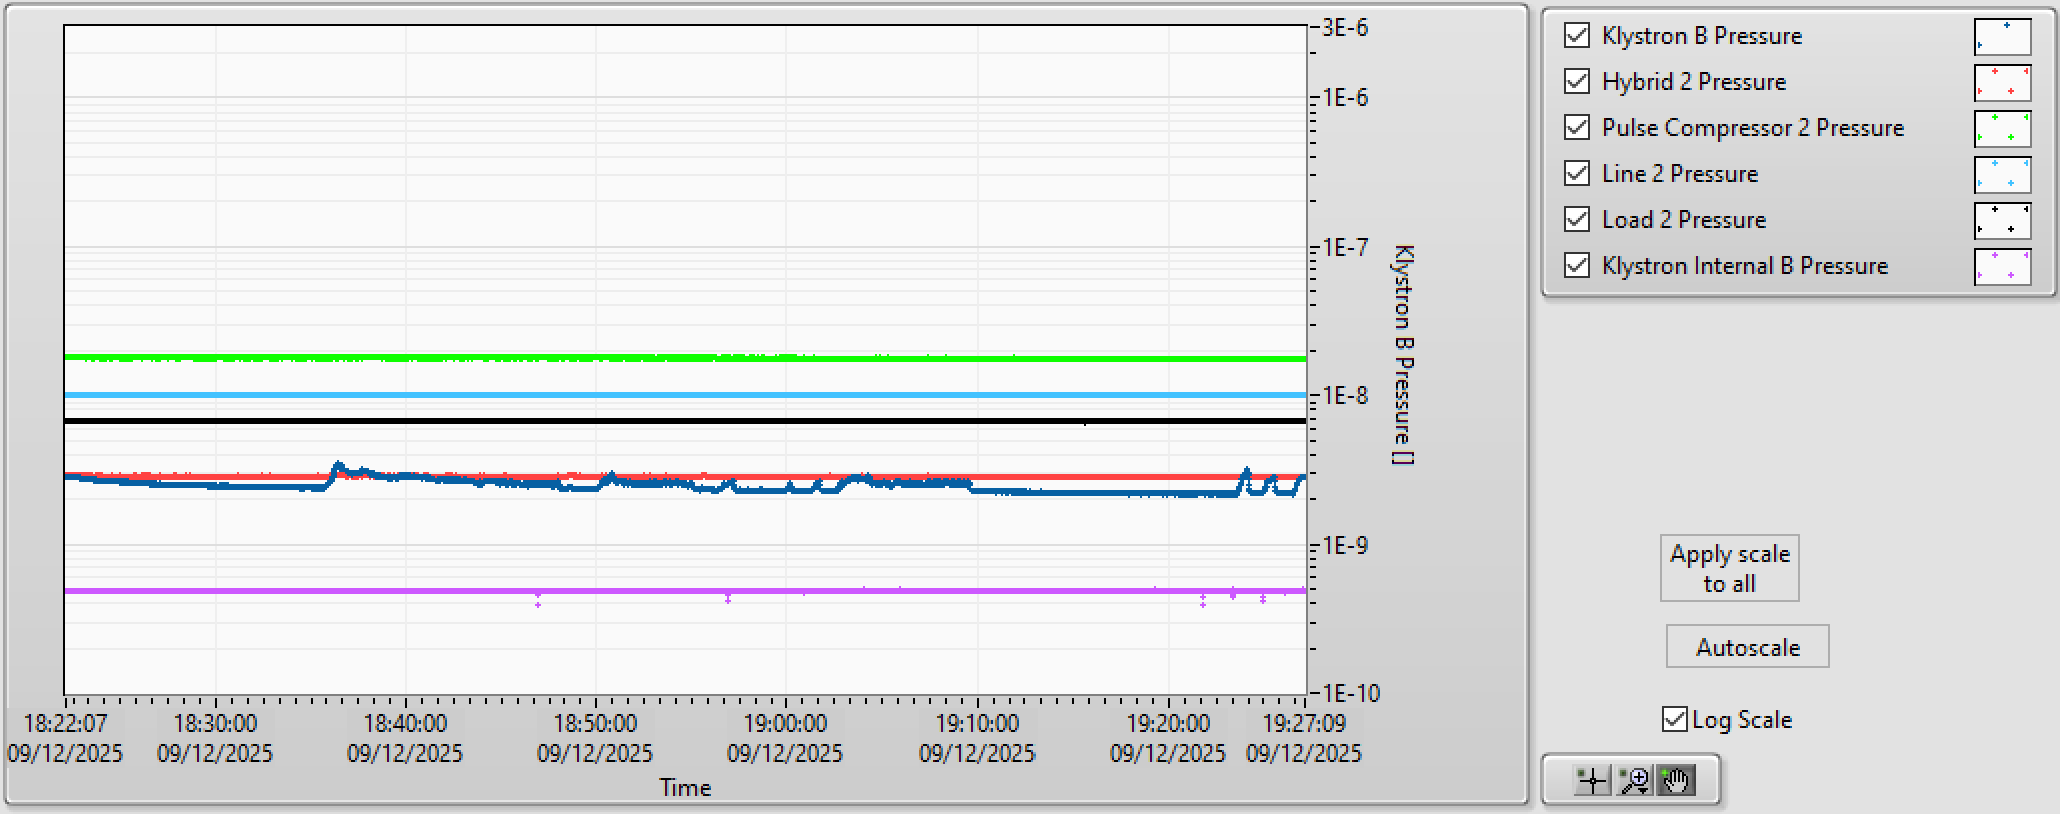 3E-6
1E-6
1E-7
1E-8
1E-9
1E-10
Klystron B Pressure []
18:22:07 18:30:00 18:40:00 18:50:00 19:00:00 19:10:00 19:20:00 19:27:09
09/12/2025 09/12/2025 09/12/2025 09/12/2025 09/12/2025 09/12/2025 09/12/2025 09/12/2025
Time
Klystron B Pressure
Hybrid 2 Pressure
Pulse Compressor 2 Pressure
Line 2 Pressure
Load 2 Pressure
Klystron Internal B Pressure
Apply scale
to all
Autoscale
Log Scale